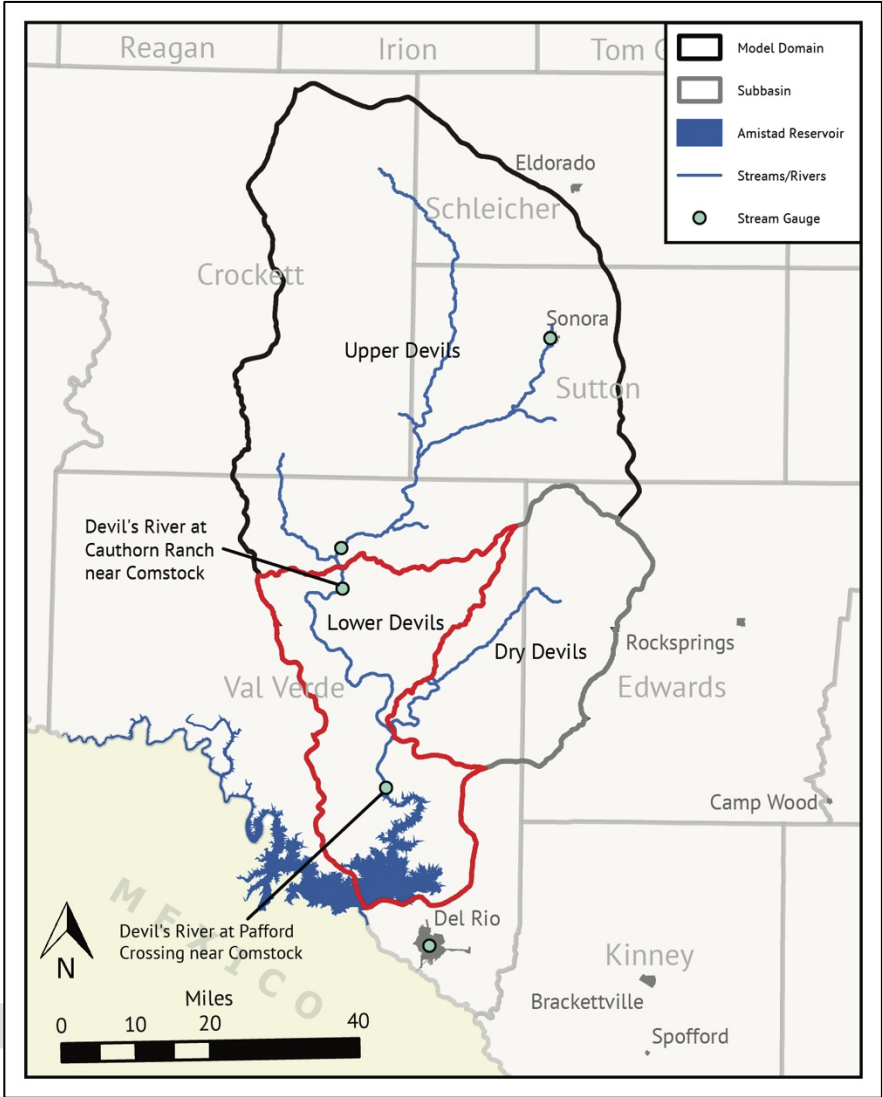 Reagan
Irion
Tom G
Model Domain
Subbasin
Amistad Reservoir
Streams/Rivers
Stream Gauge
Eldorado
Schleicher
Crockett
Sonora
Upper Devils
Sutton
Devil's River at
Cauthorn Ranch
near Comstock
Lower Devils
Dry Devils
Rocksprings
Val Verde
Edwards
Camp Wood
MEXICO
Devil's River at Pafford
Crossing near Comstock
Del Rio
N
Kinney
Miles
Brackettville
0 10 20 40
Spofford